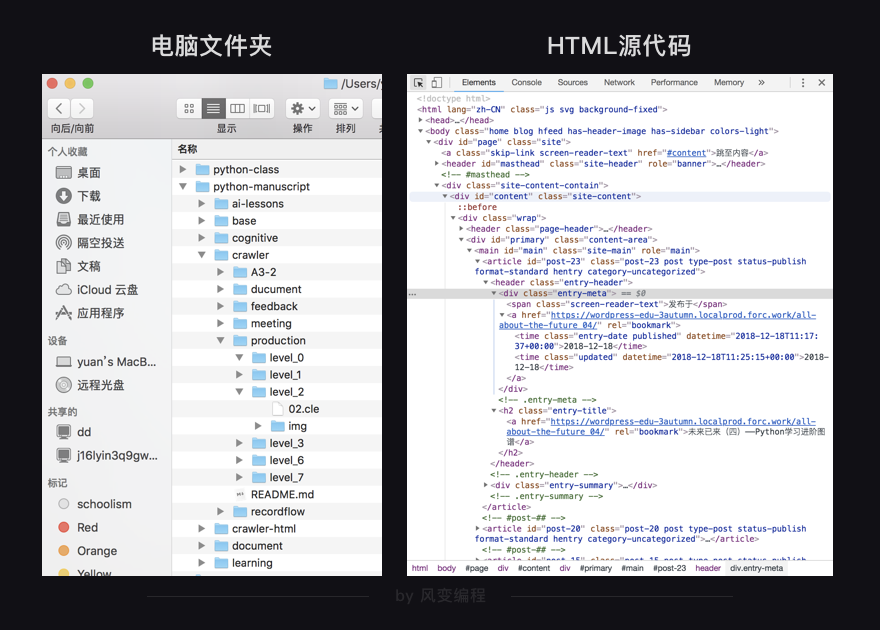 电脑文件夹
HTML源代码
/Users/y
向后/向前
显示
操作
排列
个人收藏
桌面
下载
最近使用
隔空投送
文稿
iCloud 云盘
应用程序
设备
yuan's MacB...
远程光盘
共享的
dd
j16lyin3q9gw...
标记
schoolism
Red
Orange
Yellow
名称
python-class
python-manuscript
ai-lessons
base
cognitive
crawler
A3-2
ducument
feedback
meeting
production
level_0
level_1
level_2
02.cle
img
level_3
level_6
level_7
README.md
recordflow
crawler-html
document
learning
Elements Console Sources Network Performance Memory »
<!doctype html>
<html lang="zh-CN" class="js svg background-fixed">
<head>…</head>
<body class="home blog hfeed has-header-image has-sidebar colors-light">
<div id="page" class="site">
<a class="skip-link screen-reader-text" href="#content">跳至内容</a>
<header id="masthead" class="site-header" role="banner">…</header>
<!-- #masthead -->
<div class="site-content-contain">
<div id="content" class="site-content">
::before
<div class="wrap">
<header class="page-header">…</header>
<div id="primary" class="content-area">
<main id="main" class="site-main" role="main">
<article id="post-23" class="post-23 post type-post status-publish
format-standard hentry category-uncategorized">
<header class="entry-header">
<div class="entry-meta"> == $0
<span class="screen-reader-text">发布于</span>
<a href="https://wordpress-edu-3autumn.localprod.forc.work/all-
about-the-future_04/" rel="bookmark">
<time class="entry-date published" datetime="2018-12-18T11:17:
37+00:00">2018-12-18</time>
<time class="updated" datetime="2018-12-18T11:25:15+00:00">2018-
12-18</time>
</a>
</div>
<!-- .entry-meta -->
<h2 class="entry-title">
<a href="https://wordpress-edu-3autumn.localprod.forc.work/all-
about-the-future_04/" rel="bookmark">未来已来（四）——Python学习进阶图
谱</a>
</h2>
</header>
<!-- .entry-header -->
<div class="entry-summary">…</div>
<!-- .entry-summary -->
</article>
<!-- #post-## -->
<article id="post-20" class="post-20 post type-post status-publish
format-standard hentry category-uncategorized">…</article>
<!-- #post-## -->
<article id="post-15" class="post-15 post type-post status-publish
html body #page div #content div #primary #main #post-23 header div.entry-meta
by 风变编程